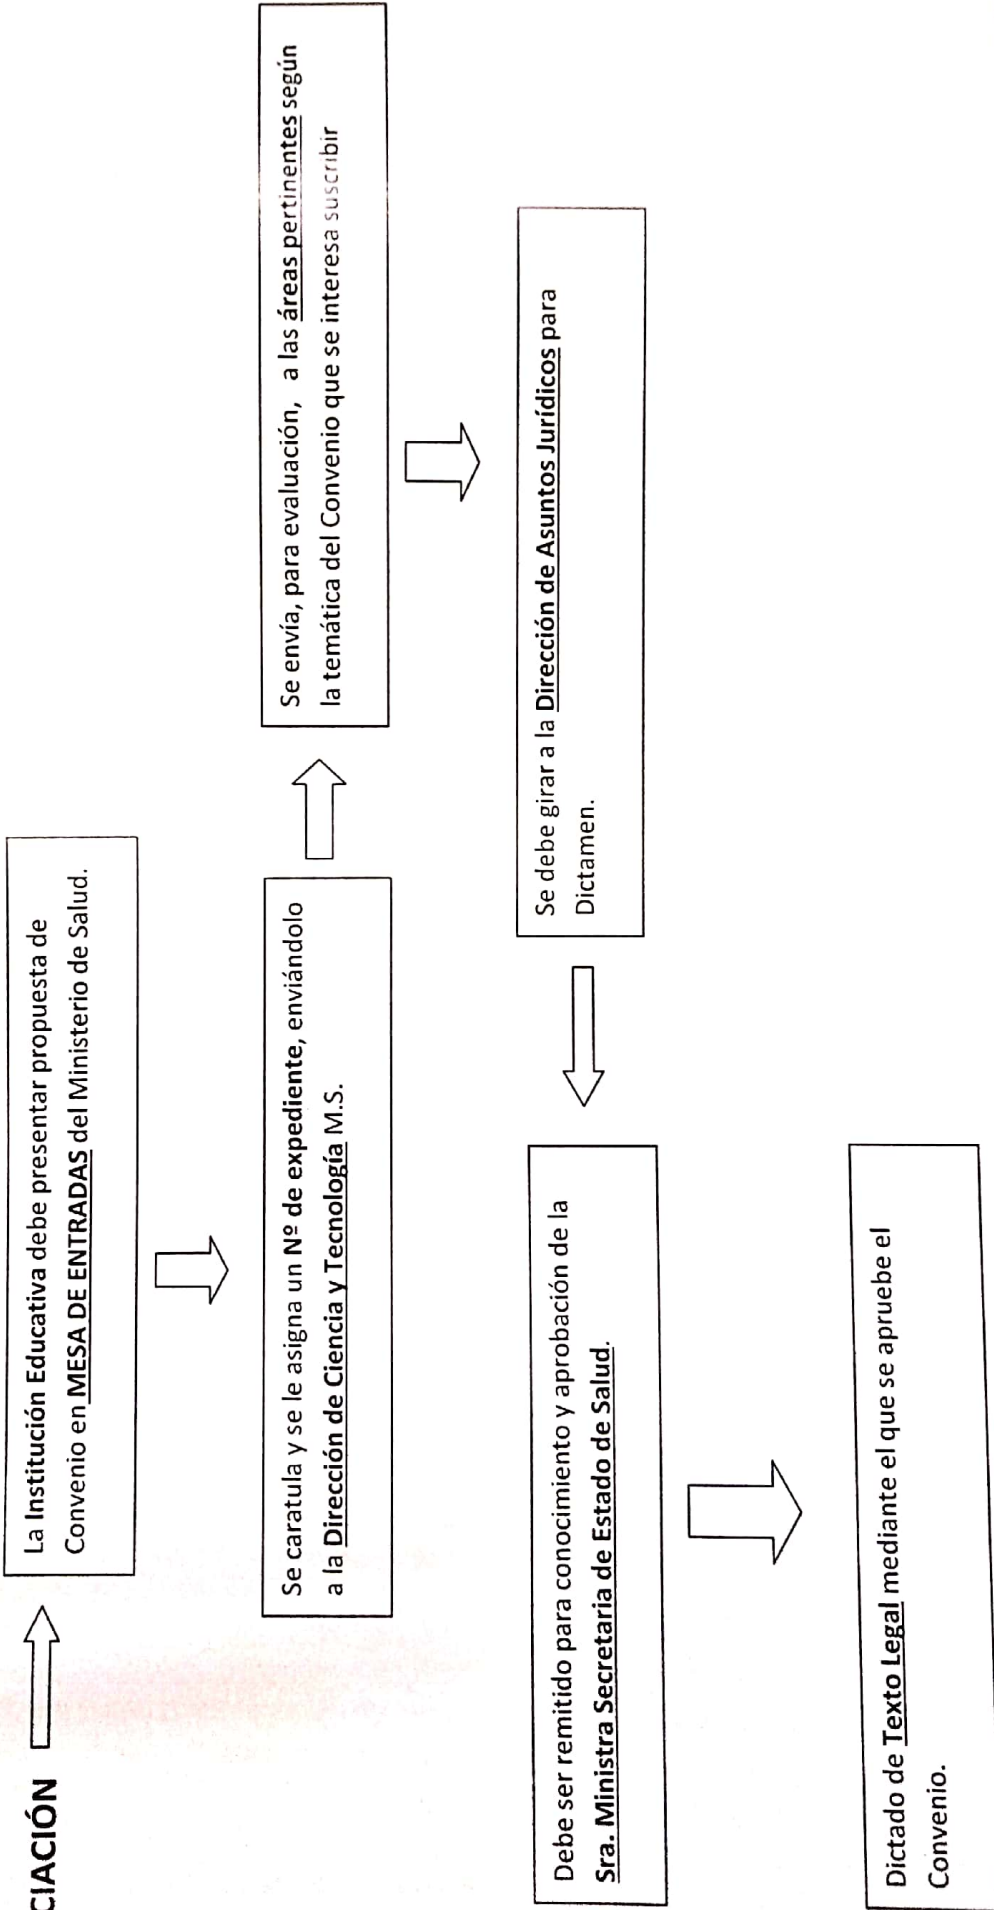 CIACIÓN
La Institución Educativa debe presentar propuesta de
Convenio en MESA DE ENTRADAS del Ministerio de Salud.
Se caratula y se le asigna un Nº de expediente, enviándolo
a la Dirección de Ciencia y Tecnología M.S.
Se envía, para evaluación, a las áreas pertinentes según
la temática del Convenio que se interesa suscribir
Se debe girar a la Dirección de Asuntos Jurídicos para
Dictamen.
Debe ser remitido para conocimiento y aprobación de la
Sra. Ministra Secretaria de Estado de Salud.
Dictado de Texto Legal mediante el que se apruebe el
Convenio.